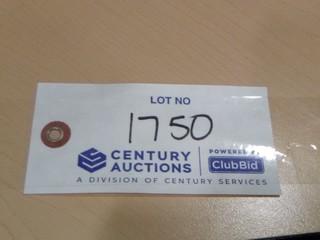 LOT NO
1750
CENTURY AUCTIONS
POWERED BY
ClubBid
A DIVISION OF CENTURY SERVICES